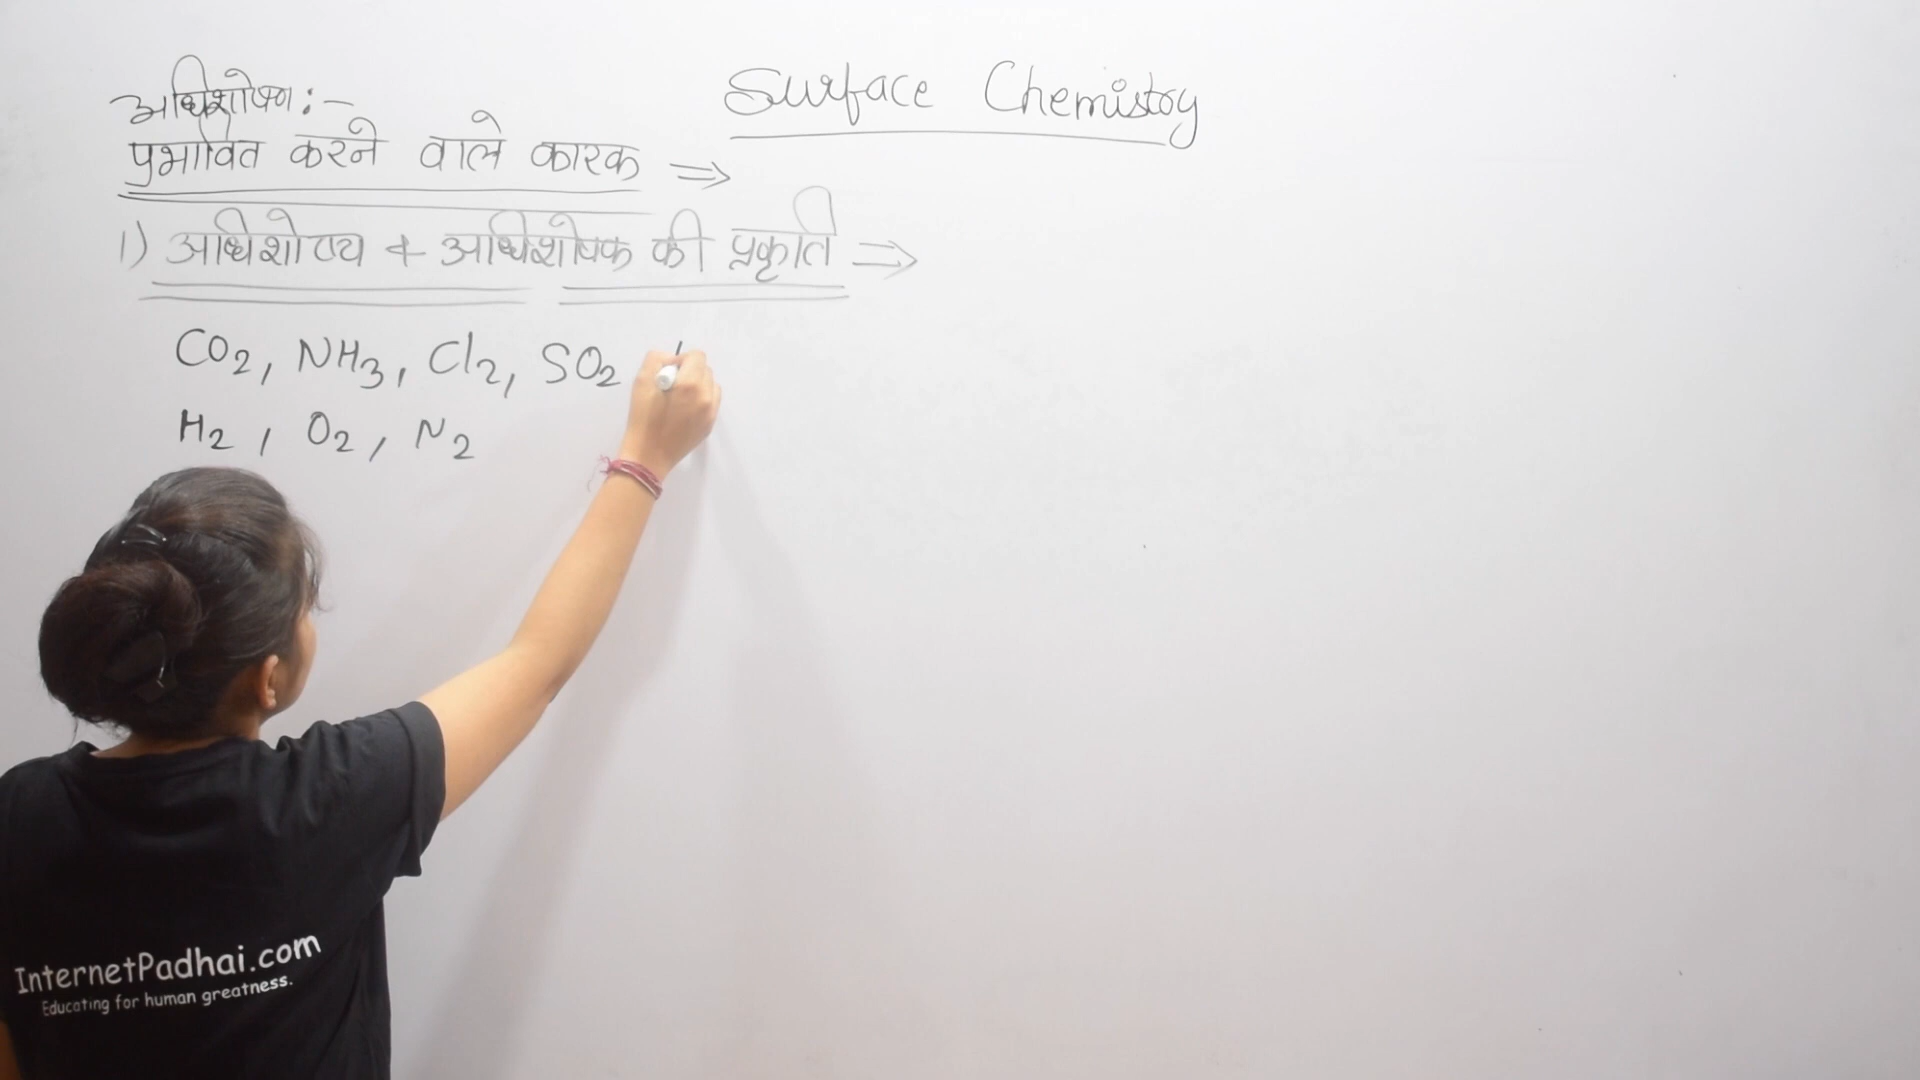 Surface Chemistry
अधिशोषण :-
प्रभावित करने वाले कारक ⇒
1) अधिशोष्य + अधिशोषक की प्रकृति ⇒
CO2, NH3, Cl2, SO2
H2, O2, N2
InternetPadhai.com
Educating for human greatness.